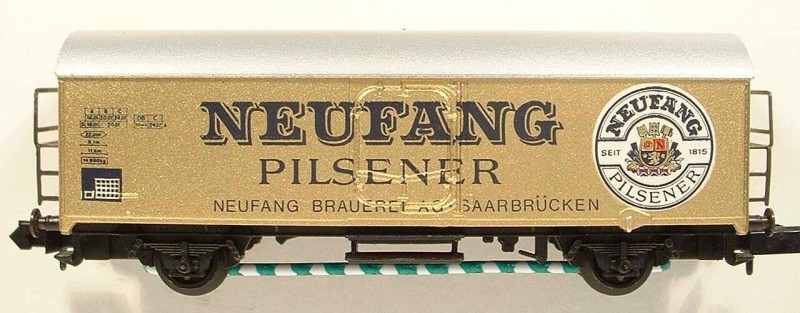 NEUFANG
PILSENER
NEUFANG BRAUEREI AG SAARBRÜCKEN
NEUFANG
SEIT 1815
PILSENER
A B C